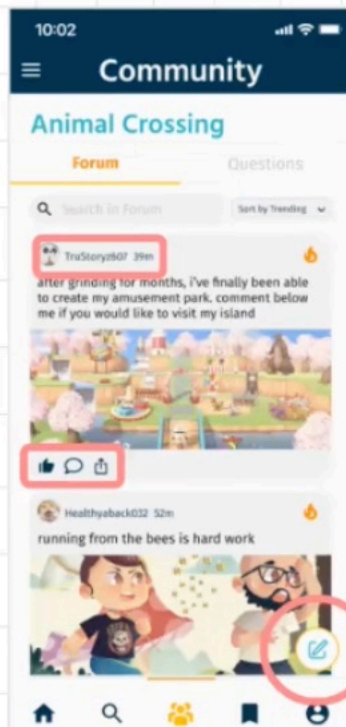 10:02
Community
Animal Crossing
Forum Questions
Search in Forum Sort by Trending
TruStoryz607 39m
after grinding for months, i've finally been able
to create my amusement park. comment below
me if you would like to visit my island
Healthyaback032 52m
running from the bees is hard work